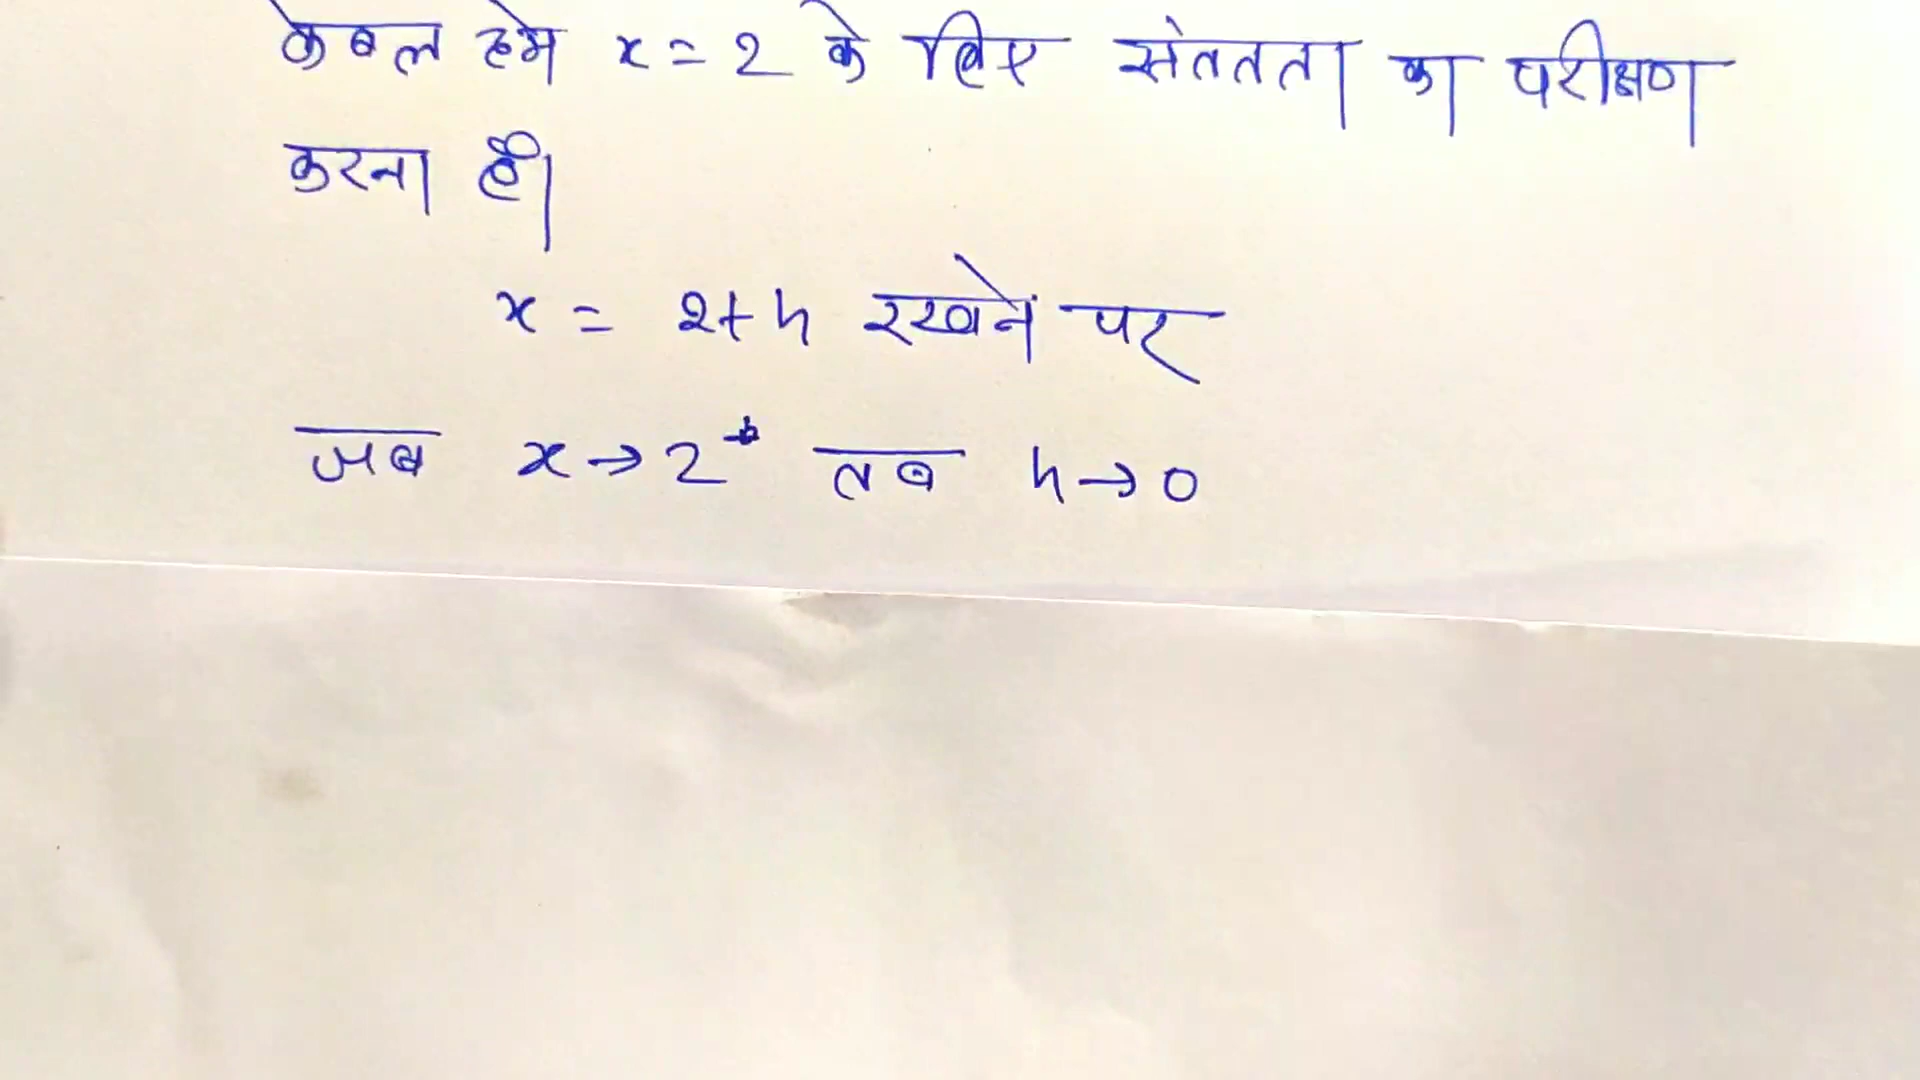 केवल हमे x = 2 के लिए संततता का परीक्षण
करना है।
x = 2+h रखने पर
जब x→2⁺ तब h→0